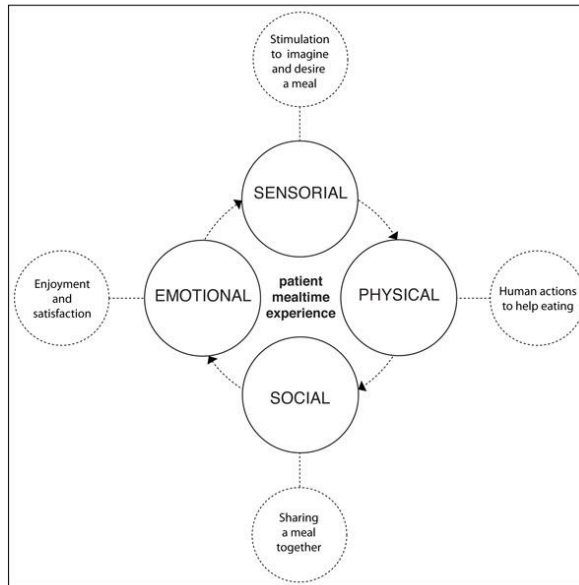 Stimulation
to imagine
and desire
a meal
SENSORIAL
Enjoyment
and
satisfaction
EMOTIONAL
patient
mealtime
experience
PHYSICAL
Human actions
to help eating
SOCIAL
Sharing
a meal
together